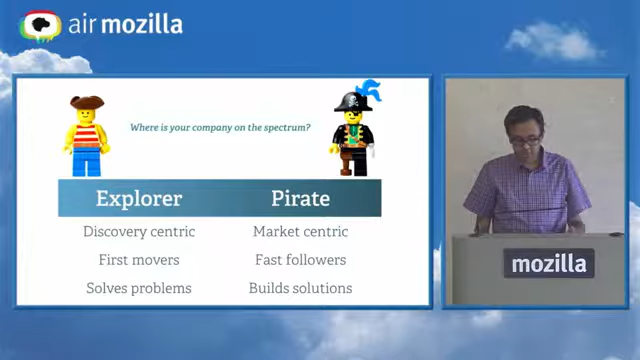 air mozilla
Where is your company on the spectrum?
Explorer Pirate
Discovery centric Market centric
First movers Fast followers
Solves problems Builds solutions
mozilla